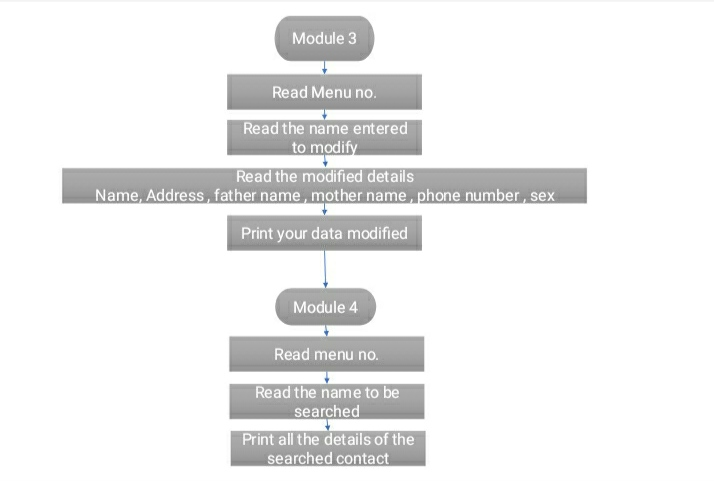 Module 3
Read Menu no.
Read the name entered
to modify
Read the modified details
Name, Address , father name , mother name , phone number , sex
Print your data modified
Module 4
Read menu no.
Read the name to be
searched
Print all the details of the
searched contact